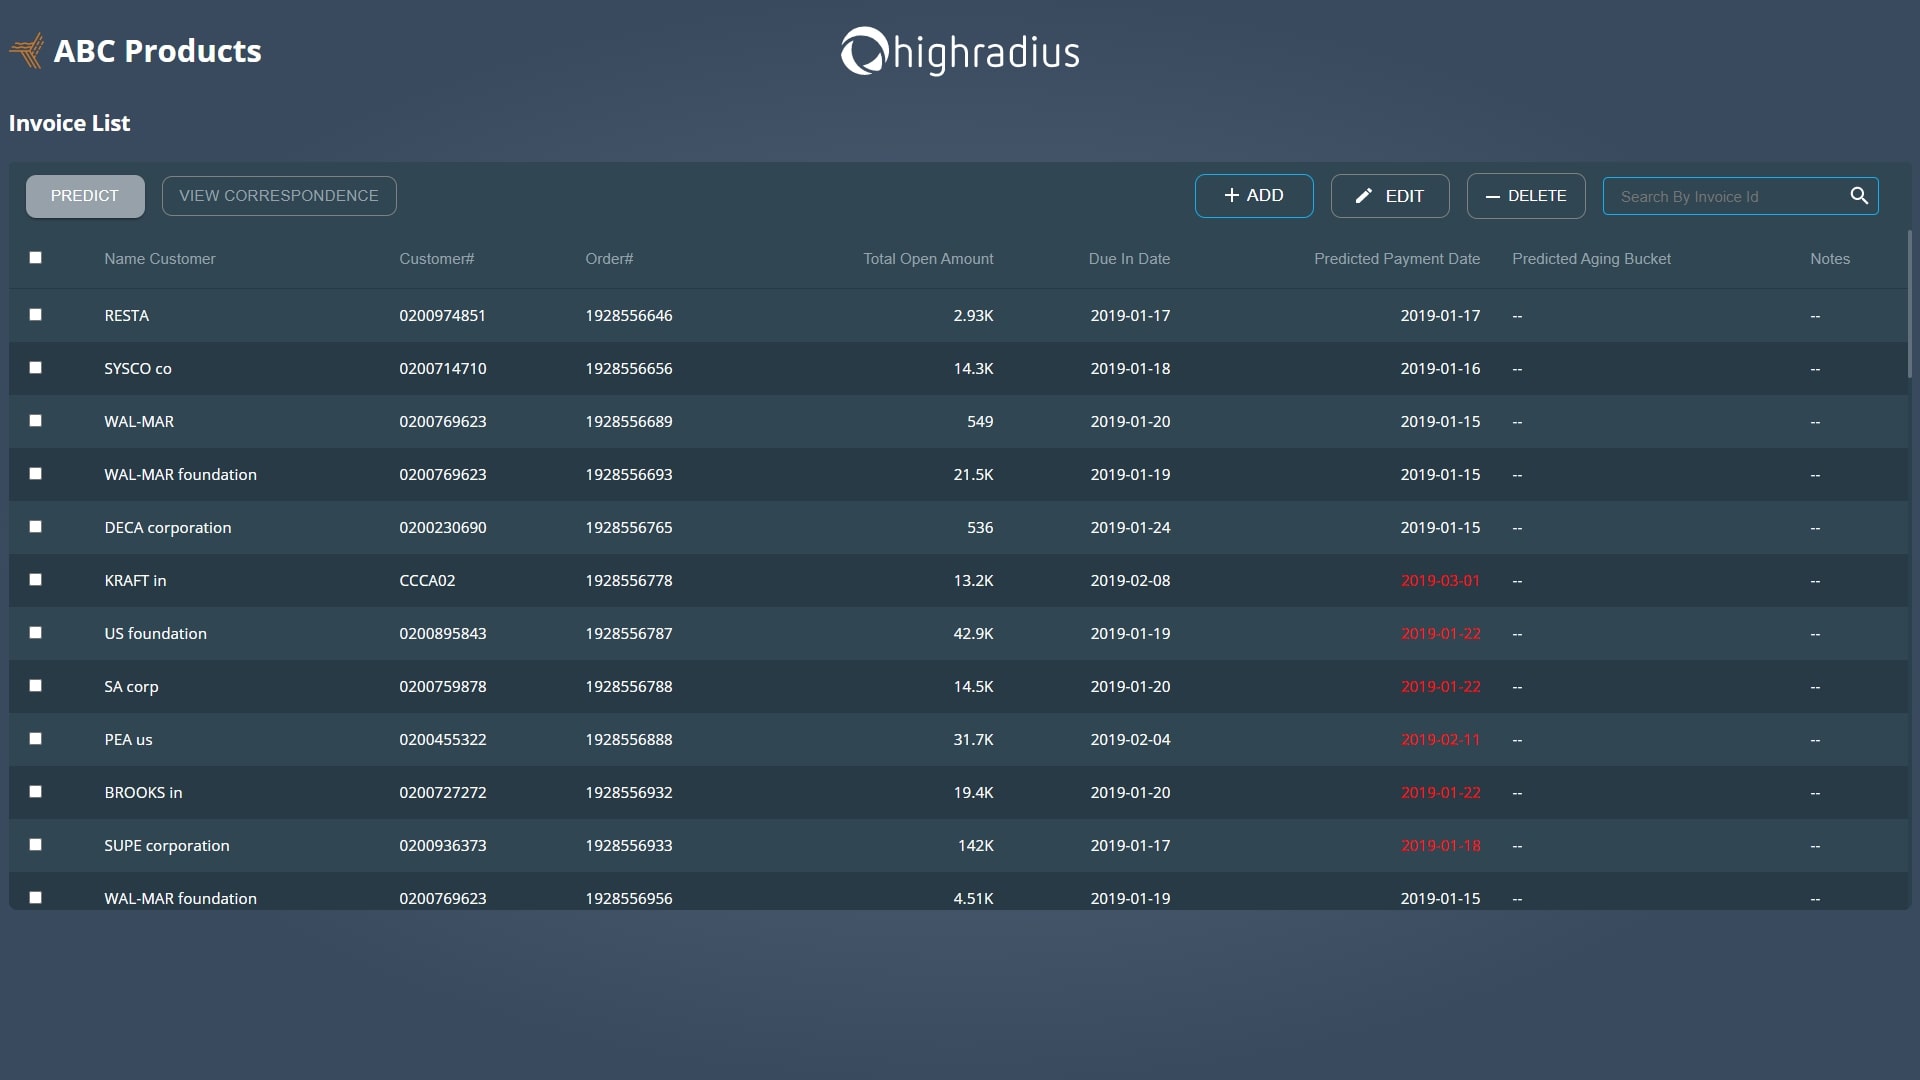 ABC Products
highradius
Invoice List
PREDICT VIEW CORRESPONDENCE + ADD EDIT — DELETE Search By Invoice Id
Name Customer Customer# Order# Total Open Amount Due In Date Predicted Payment Date Predicted Aging Bucket Notes
RESTA 0200974851 1928556646 2.93K 2019-01-17 2019-01-17 -- --
SYSCO co 0200714710 1928556656 14.3K 2019-01-18 2019-01-16 -- --
WAL-MAR 0200769623 1928556689 549 2019-01-20 2019-01-15 -- --
WAL-MAR foundation 0200769623 1928556693 21.5K 2019-01-19 2019-01-15 -- --
DECA corporation 0200230690 1928556765 536 2019-01-24 2019-01-15 -- --
KRAFT in CCCA02 1928556778 13.2K 2019-02-08 2019-03-01 -- --
US foundation 0200895843 1928556787 42.9K 2019-01-19 2019-01-22 -- --
SA corp 0200759878 1928556788 14.5K 2019-01-20 2019-01-22 -- --
PEA us 0200455322 1928556888 31.7K 2019-02-04 2019-02-11 -- --
BROOKS in 0200727272 1928556932 19.4K 2019-01-20 2019-01-22 -- --
SUPE corporation 0200936373 1928556933 142K 2019-01-17 2019-01-18 -- --
WAL-MAR foundation 0200769623 1928556956 4.51K 2019-01-19 2019-01-15 -- --